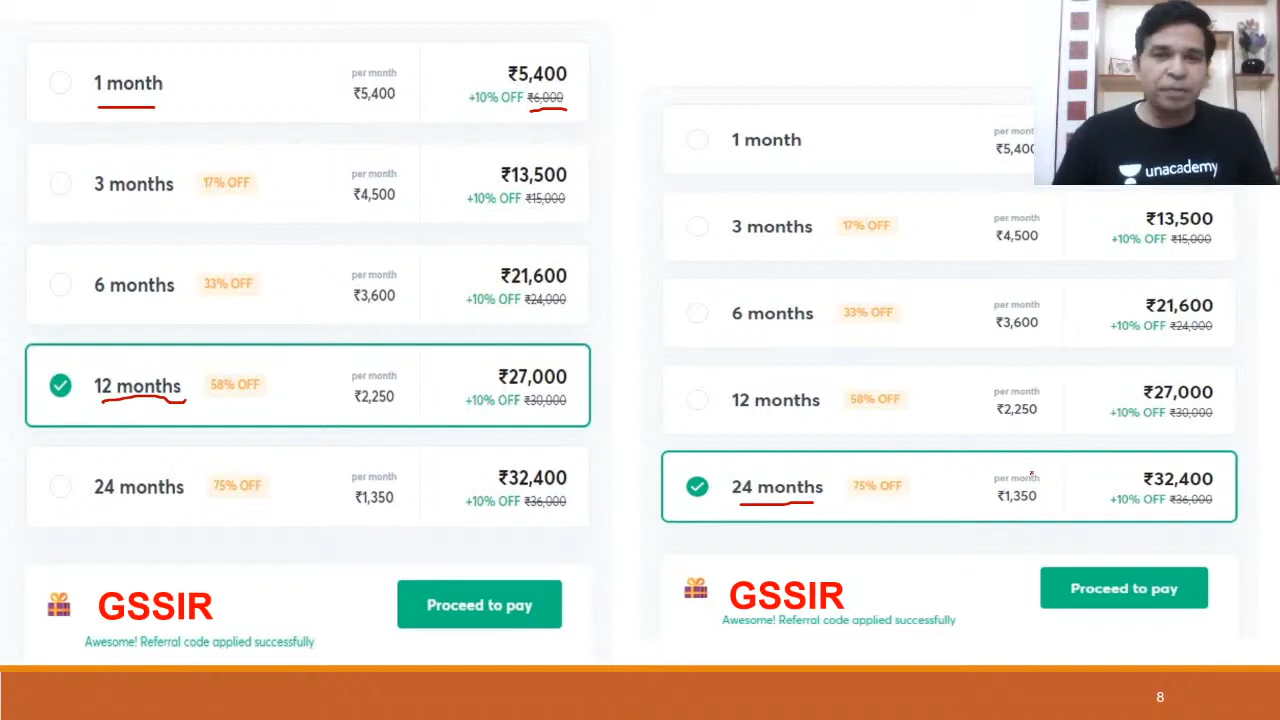 1 month
per month
₹5,400
₹5,400
+10% OFF ₹6,000
3 months
17% OFF
per month
₹4,500
₹13,500
+10% OFF ₹15,000
6 months
33% OFF
per month
₹3,600
₹21,600
+10% OFF ₹24,000
12 months
58% OFF
per month
₹2,250
₹27,000
+10% OFF ₹30,000
24 months
75% OFF
per month
₹1,350
₹32,400
+10% OFF ₹36,000
GSSIR
Awesome! Referral code applied successfully
Proceed to pay
1 month
per mont
₹5,40
3 months
17% OFF
per month
₹4,500
₹13,500
+10% OFF ₹15,000
6 months
33% OFF
per month
₹3,600
₹21,600
+10% OFF ₹24,000
12 months
58% OFF
per month
₹2,250
₹27,000
+10% OFF ₹30,000
24 months
75% OFF
per month
₹1,350
₹32,400
+10% OFF ₹36,000
GSSIR
Awesome! Referral code applied successfully
Proceed to pay
unacademy
8